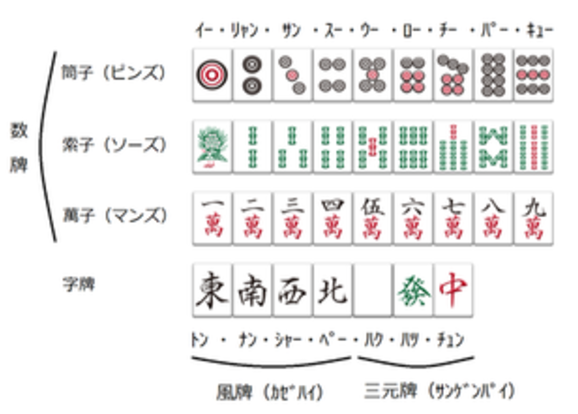 ｲｰ・ﾘｬﾝ・ ｻﾝ ・ｽｰ・ｳｰ ・ﾛｰ・ﾁｰ ・ﾊﾟｰ・ｷｭｰ
筒子（ピンズ）
数牌
索子（ソーズ）
萬子（マンズ）
一萬 二萬 三萬 四萬 伍萬 六萬 七萬 八萬 九萬
字牌
東 南 西 北 發 中
ﾄﾝ ・ ﾅﾝ・ｼｬｰ・ﾍﾟｰ・ﾊｸ・ﾊﾂ・ﾁｭﾝ
風牌（ｶｾﾞﾊｲ）
三元牌（ｻﾝｹﾞﾝﾊﾟｲ）